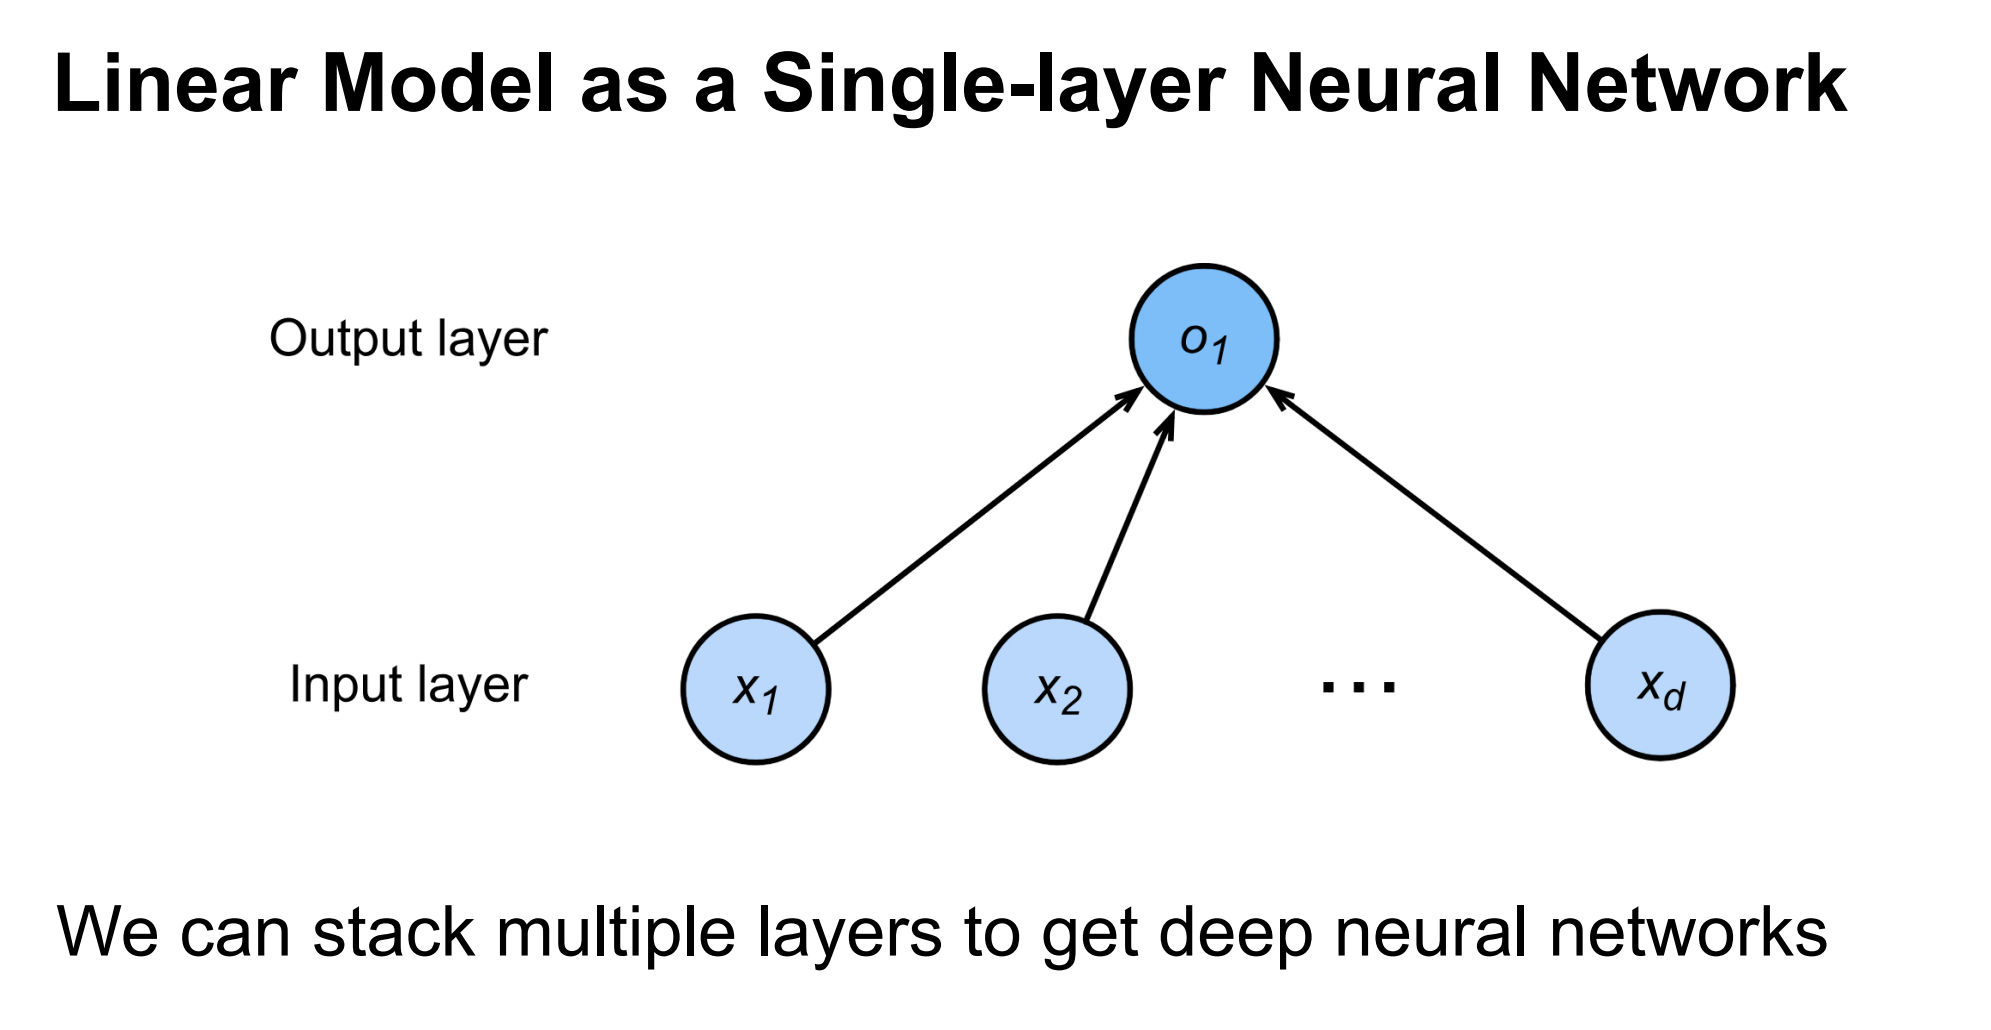 Linear Model as a Single-layer Neural Network
Output layer
o1
Input layer
x1
x2
...
xd
We can stack multiple layers to get deep neural networks